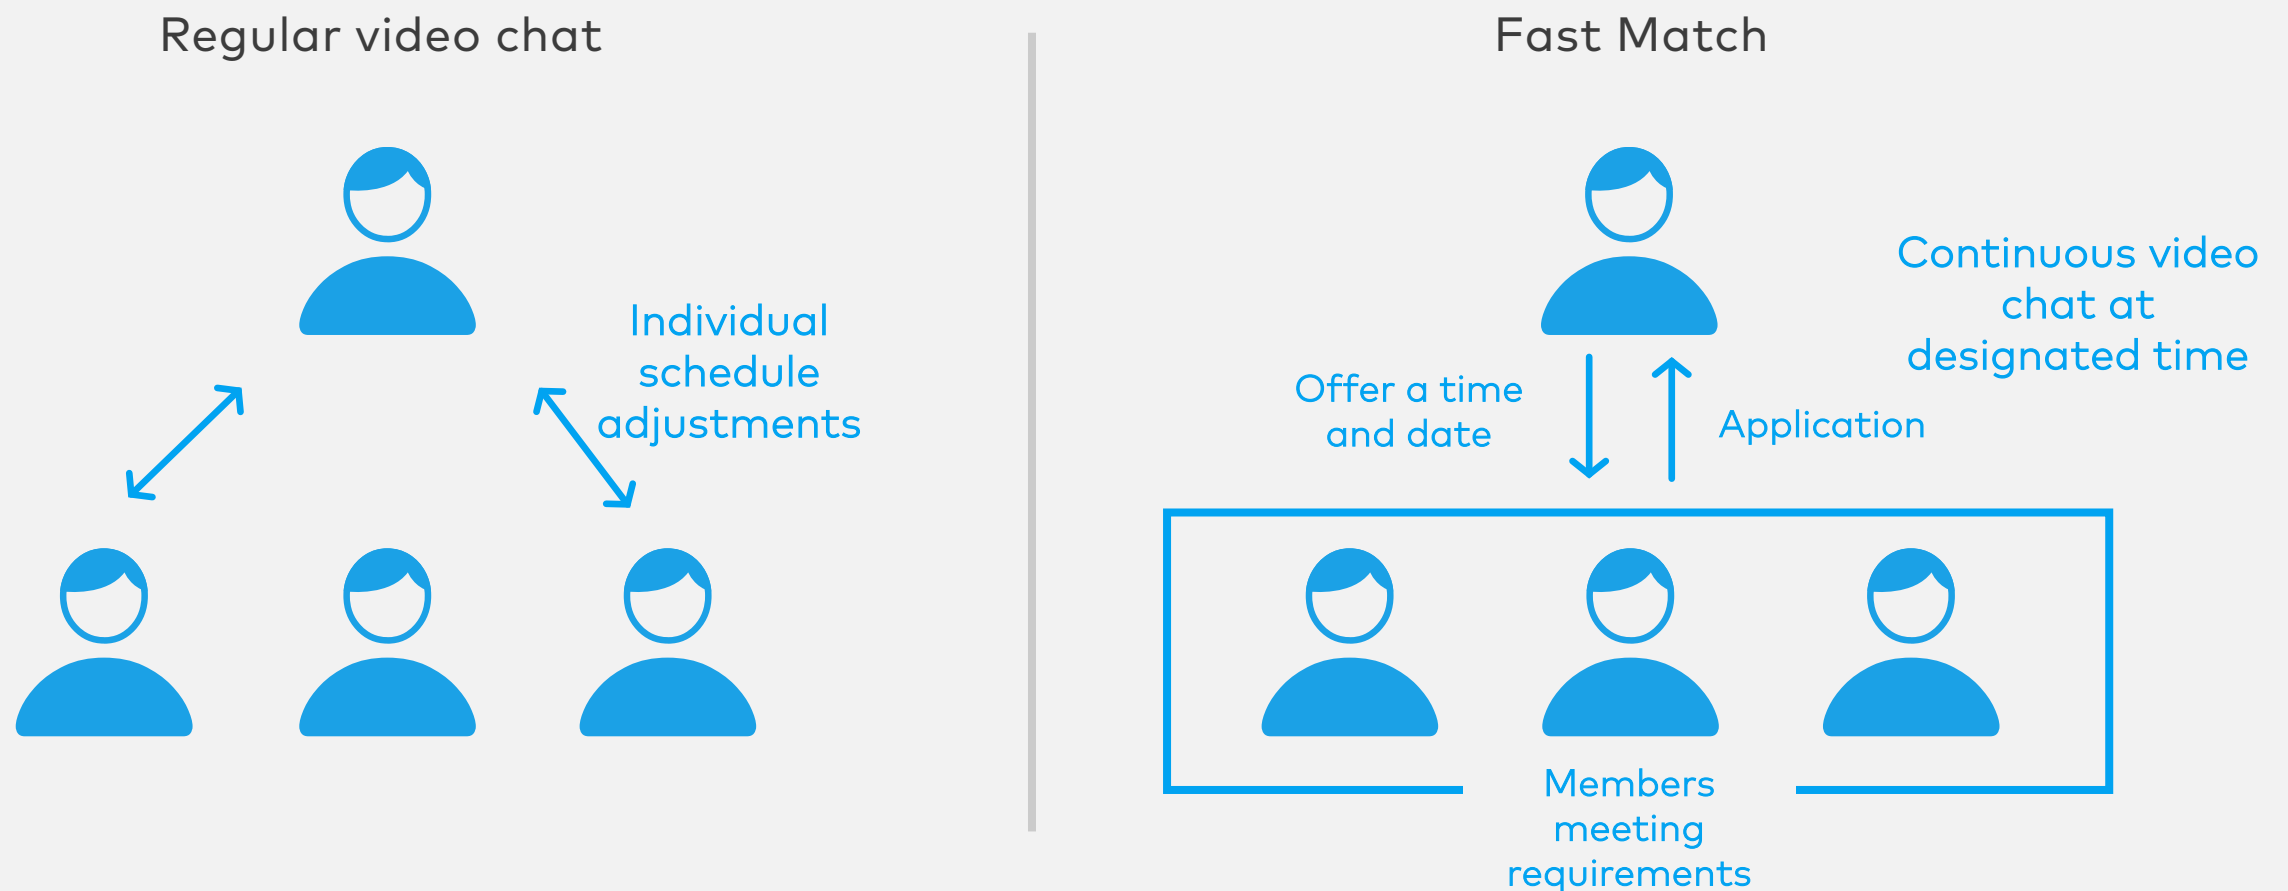 Regular video chat
Individual
schedule
adjustments
Fast Match
Continuous video
chat at
designated time
Offer a time
and date
Application
Members
meeting
requirements